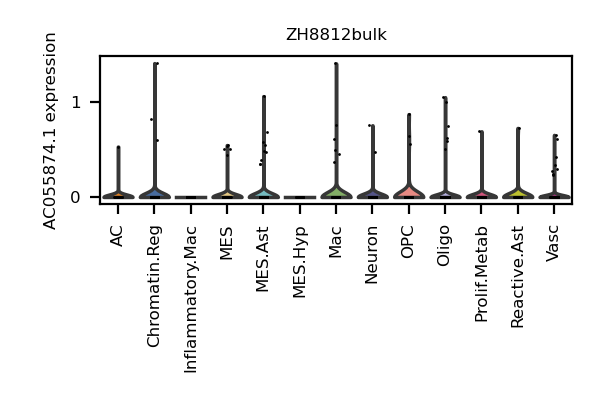 ZH8812bulk
AC055874.1 expression
1
0
AC
Chromatin.Reg
Inflammatory.Mac
MES
MES.Ast
MES.Hyp
Mac
Neuron
OPC
Oligo
Prolif.Metab
Reactive.Ast
Vasc